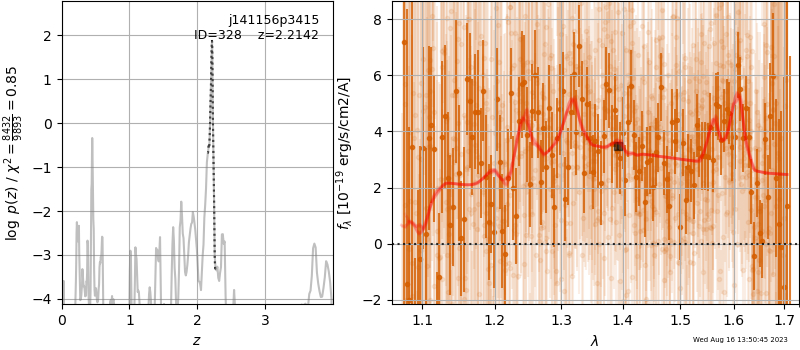 j141156p3415
ID=328 z=2.2142
log p(z) / χ² = 8432/9893 = 0.85
2
1
0
−1
−2
−3
−4
0 1 2 3
z
f_λ [10⁻¹⁹ erg/s/cm2/A]
8
6
4
2
0
−2
1.1 1.2 1.3 1.4 1.5 1.6 1.7
λ
Wed Aug 16 13:50:45 2023